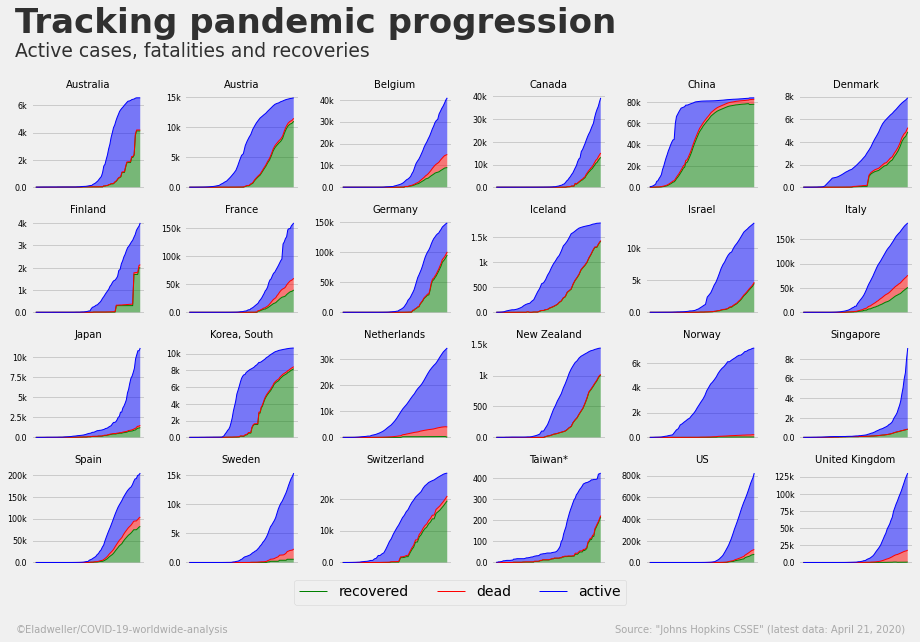 Tracking pandemic progression
Active cases, fatalities and recoveries
Australia
6k
4k
2k
0.0
Austria
15k
10k
5k
0.0
Belgium
40k
30k
20k
10k
0.0
Canada
40k
30k
20k
10k
0.0
China
80k
60k
40k
20k
0.0
Denmark
8k
6k
4k
2k
0.0
Finland
4k
3k
2k
1k
0.0
France
150k
100k
50k
0.0
Germany
150k
100k
50k
0.0
Iceland
1.5k
1k
500
0.0
Israel
10k
5k
0.0
Italy
150k
100k
50k
0.0
Japan
10k
7.5k
5k
2.5k
0.0
Korea, South
10k
8k
6k
4k
2k
0.0
Netherlands
30k
20k
10k
0.0
New Zealand
1.5k
1k
500
0.0
Norway
6k
4k
2k
0.0
Singapore
8k
6k
4k
2k
0.0
Spain
200k
150k
100k
50k
0.0
Sweden
15k
10k
5k
0.0
Switzerland
20k
10k
0.0
Taiwan*
400
300
200
100
0.0
US
800k
600k
400k
200k
0.0
United Kingdom
125k
100k
75k
50k
25k
0.0
recovered dead active
©Eladweller/COVID-19-worldwide-analysis
Source: "Johns Hopkins CSSE" (latest data: April 21, 2020)